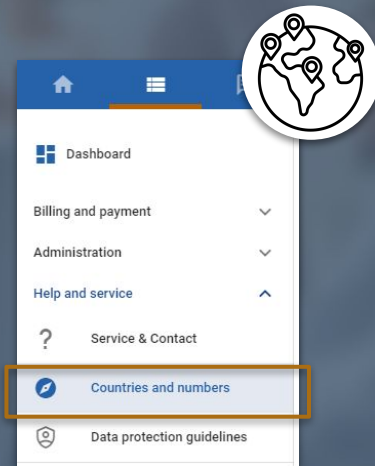 Dashboard
Billing and payment
Administration
Help and service
Service & Contact
Countries and numbers
Data protection guidelines